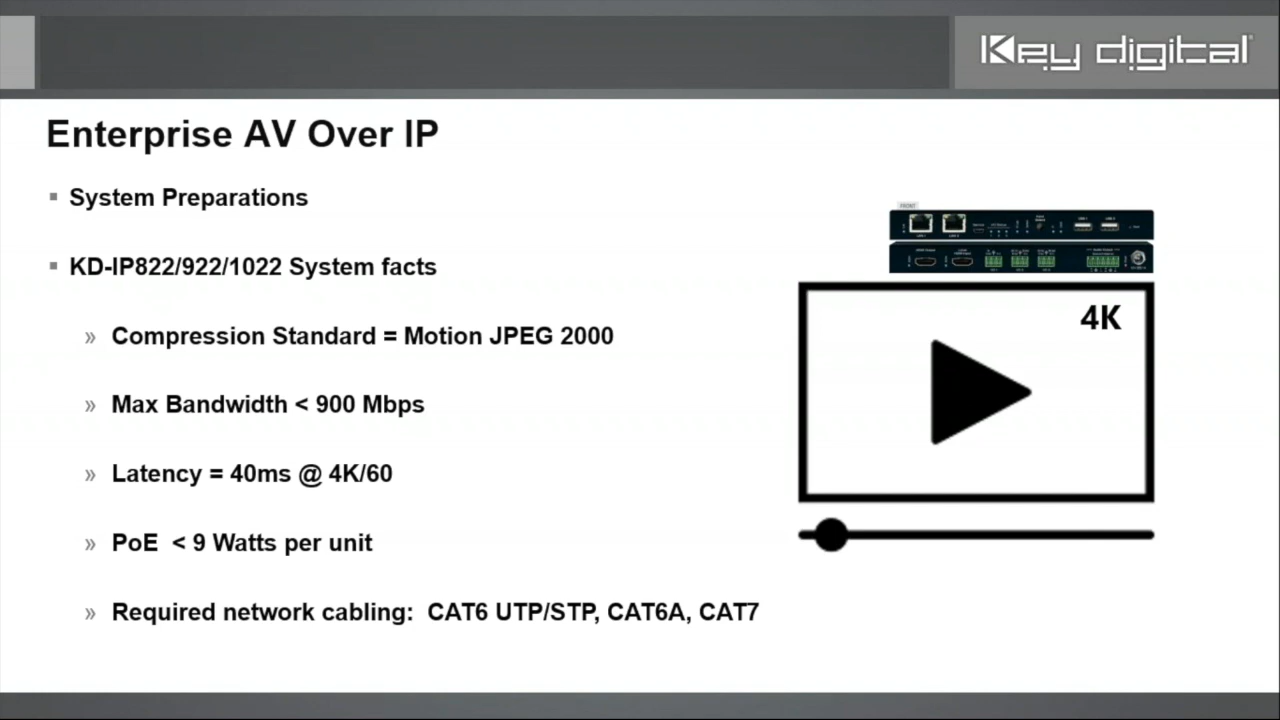 Key digital
Enterprise AV Over IP
System Preparations
KD-IP822/922/1022 System facts
» Compression Standard = Motion JPEG 2000
» Max Bandwidth < 900 Mbps
» Latency = 40ms @ 4K/60
» PoE < 9 Watts per unit
» Required network cabling: CAT6 UTP/STP, CAT6A, CAT7
FRONT
4K